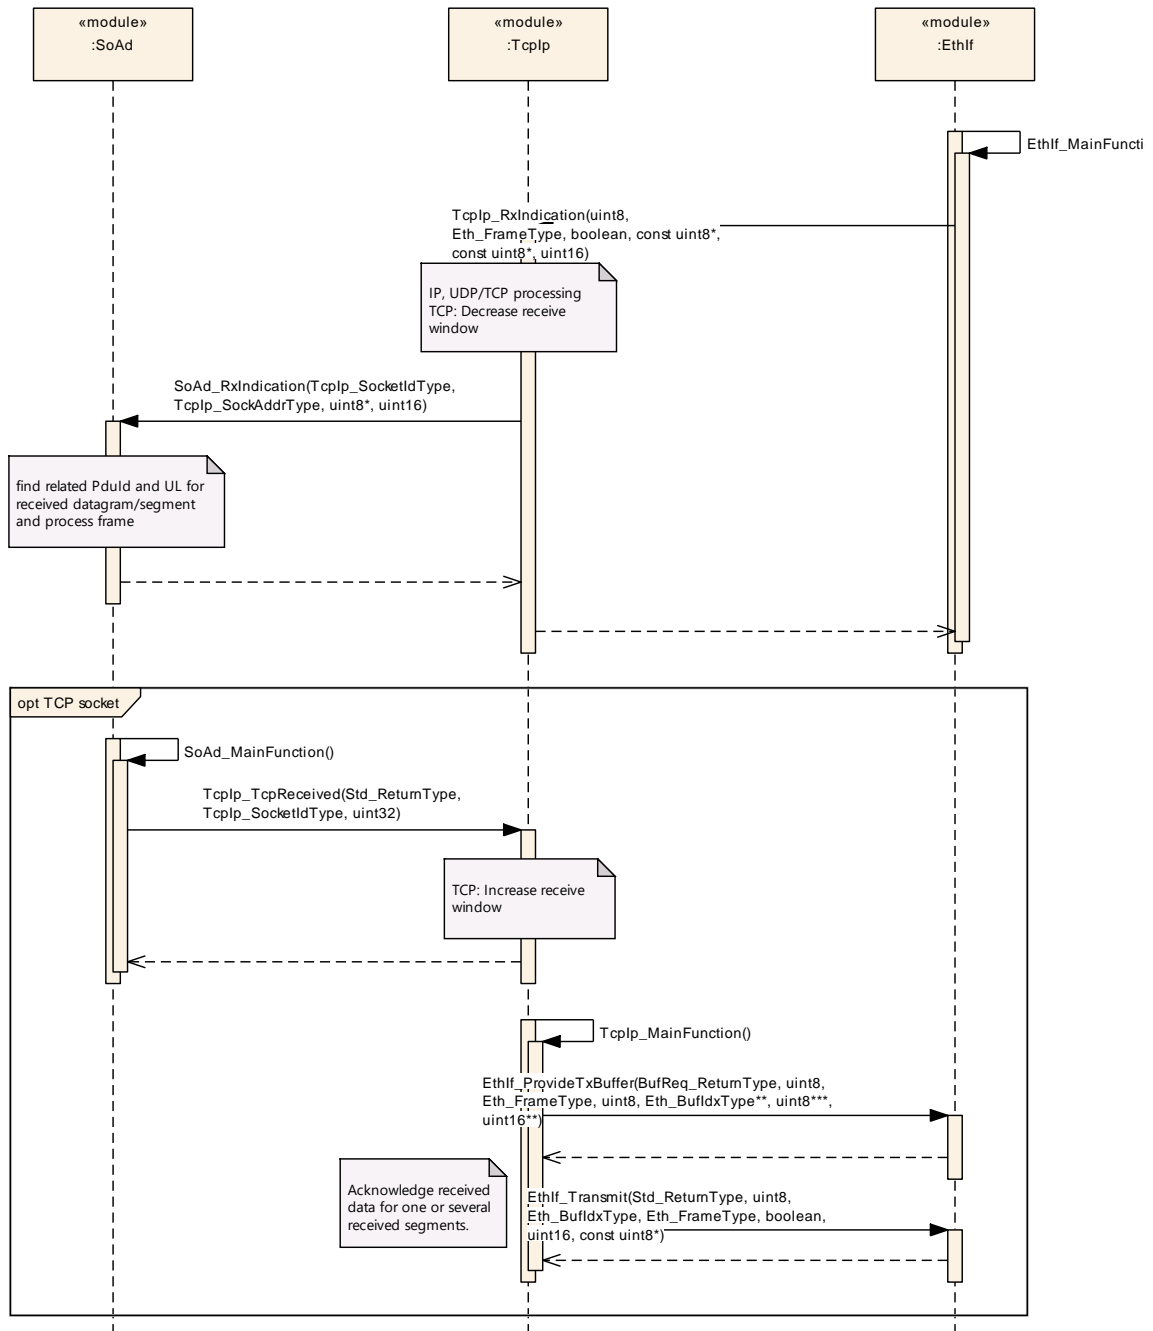 «module»
:SoAd
«module»
:TcpIp
«module»
:EthIf
EthIf_MainFuncti
TcpIp_RxIndication(uint8,
Eth_FrameType, boolean, const uint8*,
const uint8*, uint16)
IP, UDP/TCP processing
TCP: Decrease receive
window
SoAd_RxIndication(TcpIp_SocketIdType,
TcpIp_SockAddrType, uint8*, uint16)
find related PduId and UL for
received datagram/segment
and process frame
opt TCP socket
SoAd_MainFunction()
TcpIp_TcpReceived(Std_ReturnType,
TcpIp_SocketIdType, uint32)
TCP: Increase receive
window
TcpIp_MainFunction()
EthIf_ProvideTxBuffer(BufReq_ReturnType, uint8,
Eth_FrameType, uint8, Eth_BufIdxType**, uint8***,
uint16**)
Acknowledge received
data for one or several
received segments.
EthIf_Transmit(Std_ReturnType, uint8,
Eth_BufIdxType, Eth_FrameType, boolean,
uint16, const uint8*)